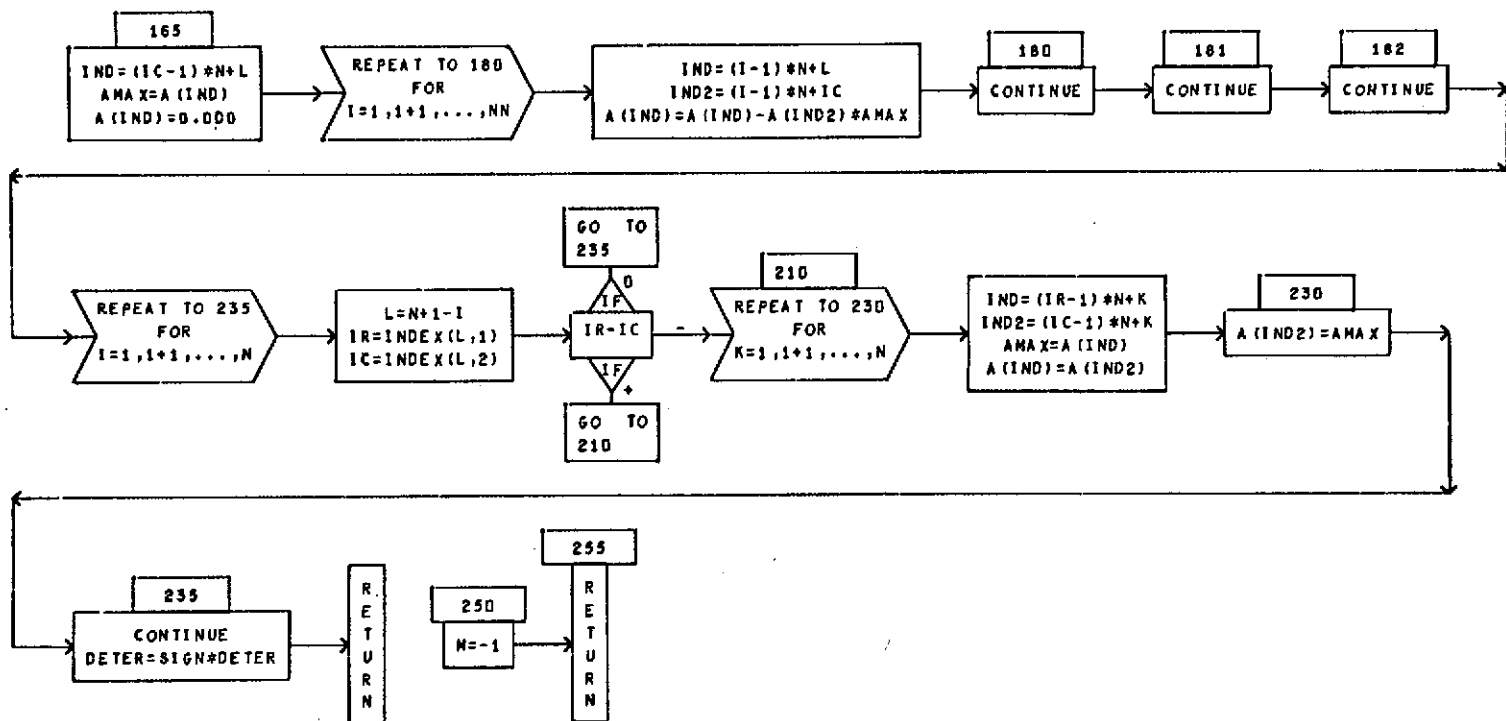 165
IND=(IC-1)*N+L
AMAX=A(IND)
A(IND)=0.0D0
REPEAT TO 180
FOR
I=1,1+1,...,NN
IND=(I-1)*N+L
IND2=(I-1)*N+IC
A(IND)=A(IND)-A(IND2)*AMAX
180
CONTINUE
181
CONTINUE
182
CONTINUE
REPEAT TO 235
FOR
I=1,1+1,...,N
L=N+1-I
IR=INDEX(L,1)
IC=INDEX(L,2)
GO TO
235
0
IF
IR-IC
-
IF
+
GO TO
210
210
REPEAT TO 230
FOR
K=1,1+1,...,N
IND=(IR-1)*N+K
IND2=(IC-1)*N+K
AMAX=A(IND)
A(IND)=A(IND2)
230
A(IND2)=AMAX
235
CONTINUE
DETER=SIGN*DETER
RETURN
250
M=-1
255
RETURN